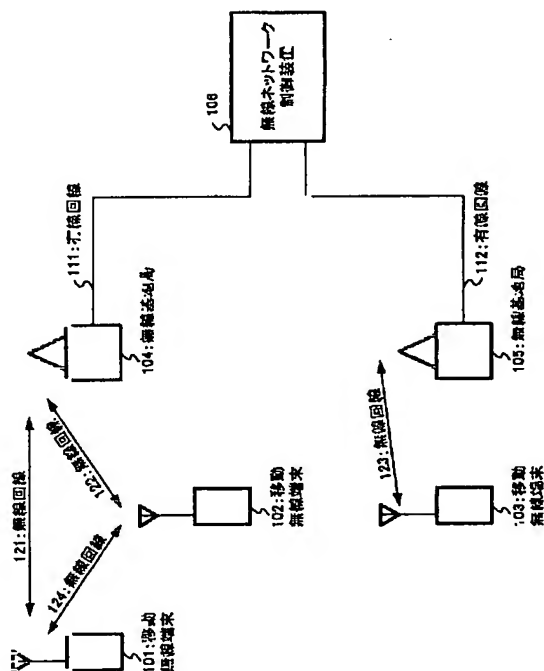 106
無線ネットワーク
制御装置
111:有線回線
112:有線回線
104:無線基地局
105:無線基地局
121:無線回線
122:無線回線
123:無線回線
124:無線回線
102:移動
無線端末
103:移動
無線端末
101:移動
無線端末